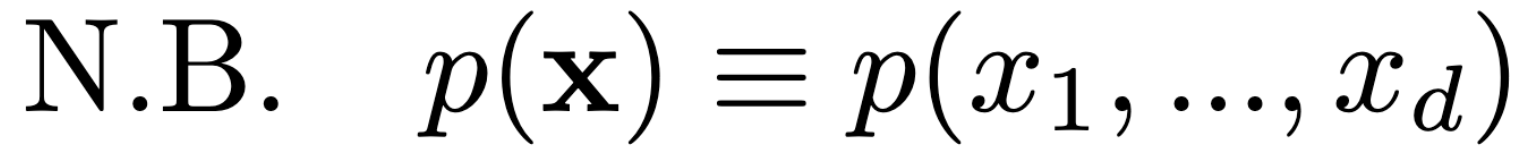 N.B. p(𝐱) ≡ p(x₁, ..., x_d)